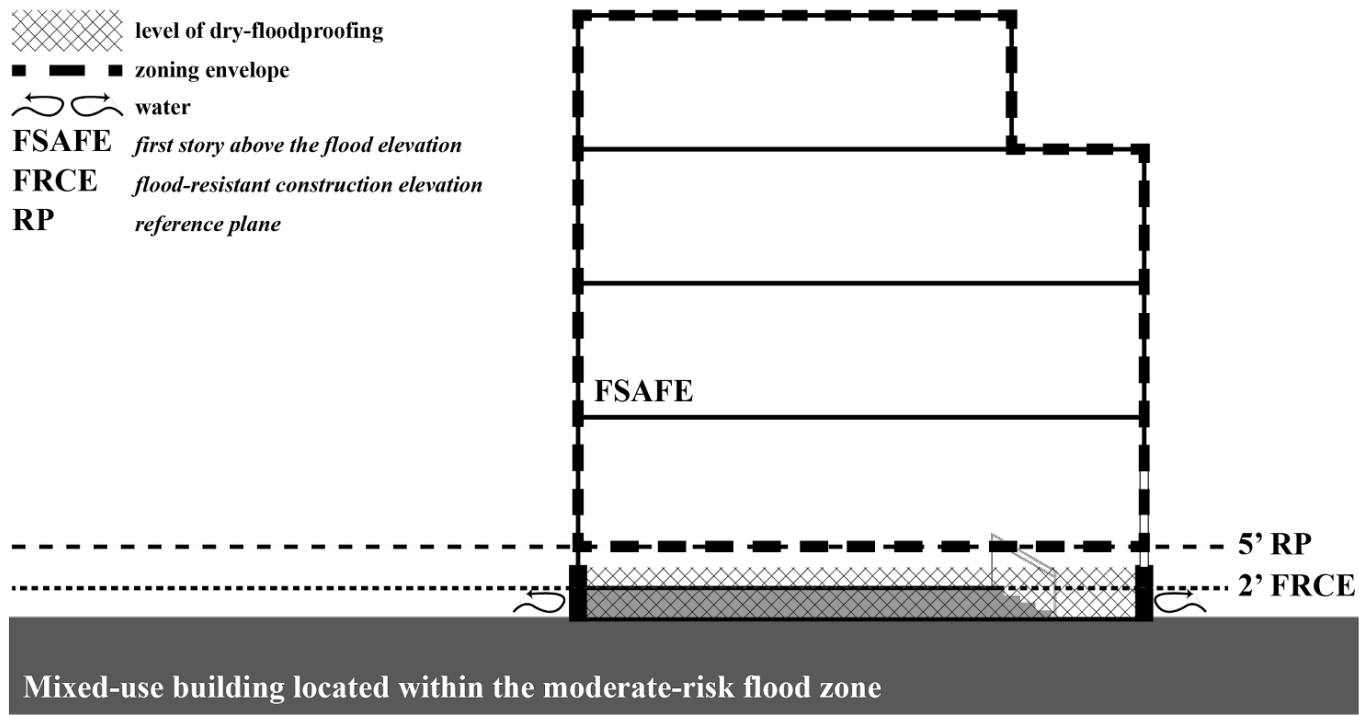 level of dry-floodproofing
zoning envelope
water
FSAFE first story above the flood elevation
FRCE flood-resistant construction elevation
RP reference plane
FSAFE
5’ RP
2’ FRCE
Mixed-use building located within the moderate-risk flood zone